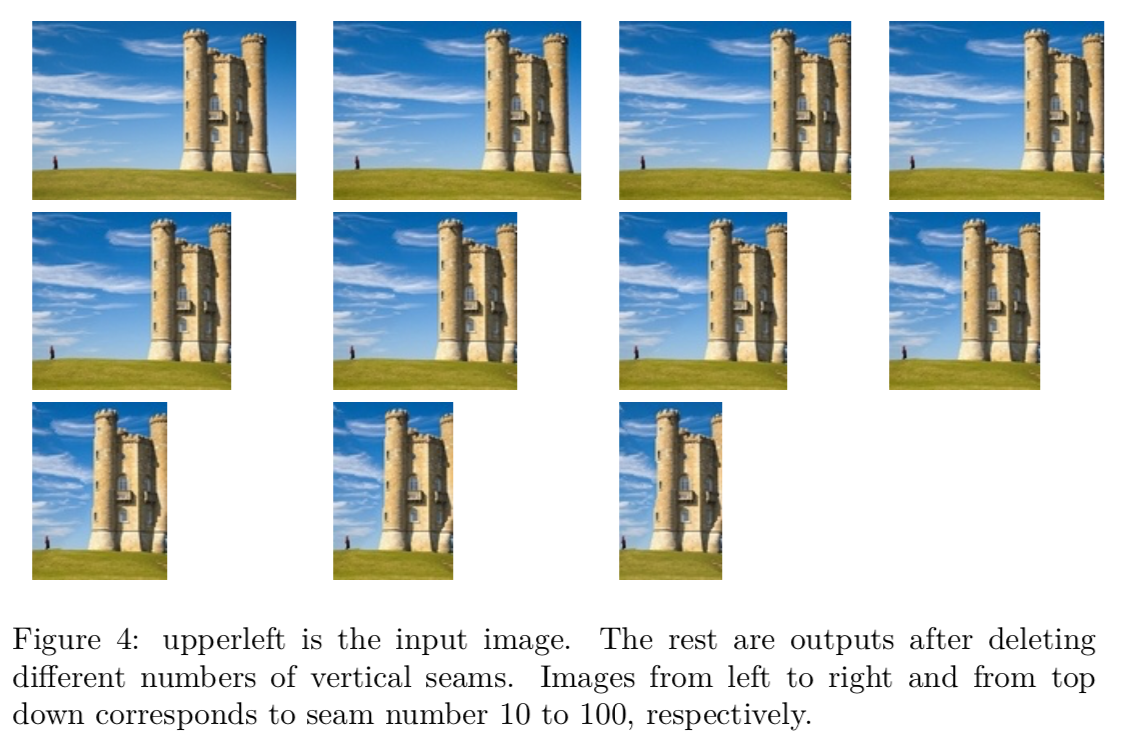 Figure 4: upperleft is the input image. The rest are outputs after deleting
different numbers of vertical seams. Images from left to right and from top
down corresponds to seam number 10 to 100, respectively.